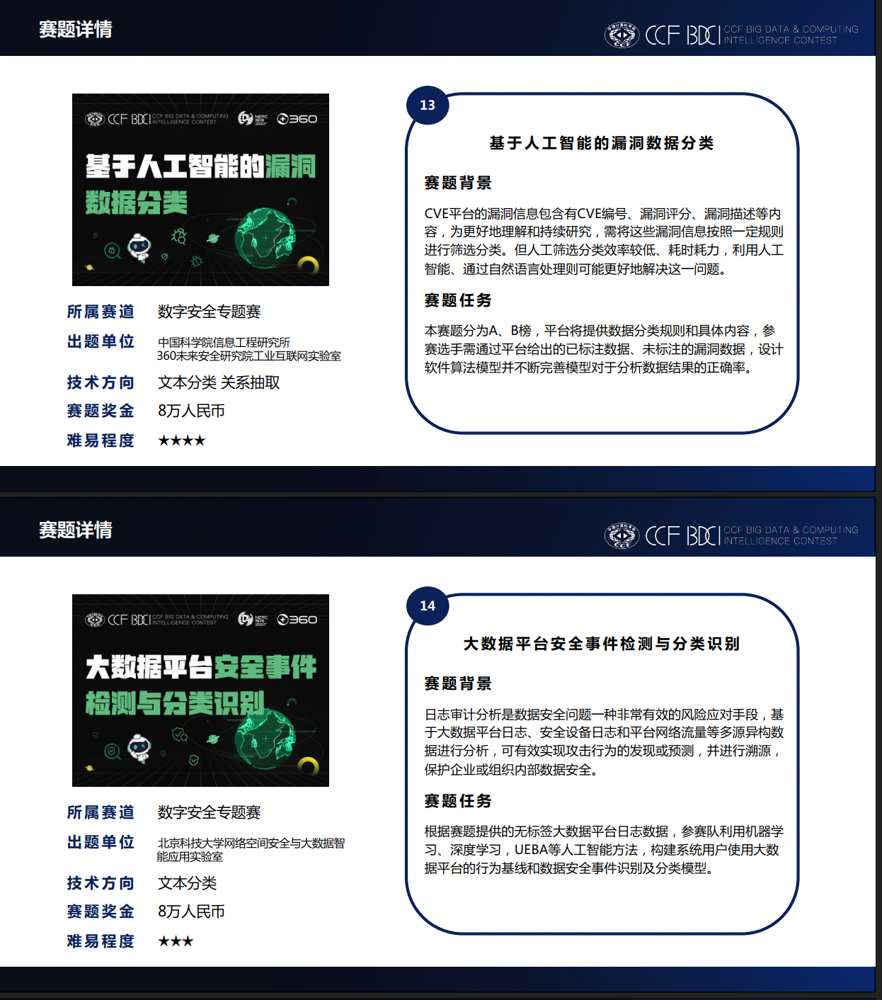 赛题详情
CCF BDCI CCF BIG DATA & COMPUTING
INTELLIGENCE CONTEST
CCF BDCI CCF BIG DATA & COMPUTING
INTELLIGENCE CONTEST
NERC
BDS
360
基于人工智能的漏洞
数据分类
所属赛道 数字安全专题赛
出题单位 中国科学院信息工程研究所
360未来安全研究院工业互联网实验室
技术方向 文本分类 关系抽取
赛题奖金 8万人民币
难易程度 ★★★★
13
基于人工智能的漏洞数据分类
赛题背景
CVE平台的漏洞信息包含有CVE编号、漏洞评分、漏洞描述等内
容，为更好地理解和持续研究，需将这些漏洞信息按照一定规则
进行筛选分类。但人工筛选分类效率较低、耗时耗力，利用人工
智能、通过自然语言处理则可能更好地解决这一问题。
赛题任务
本赛题分为A、B榜，平台将提供数据分类规则和具体内容，参
赛选手需通过平台给出的已标注数据、未标注的漏洞数据，设计
软件算法模型并不断完善模型对于分析数据结果的正确率。
赛题详情
CCF BDCI CCF BIG DATA & COMPUTING
INTELLIGENCE CONTEST
CCF BDCI CCF BIG DATA & COMPUTING
INTELLIGENCE CONTEST
NERC
BDS
360
大数据平台安全事件
检测与分类识别
所属赛道 数字安全专题赛
出题单位 北京科技大学网络空间安全与大数据智
能应用实验室
技术方向 文本分类
赛题奖金 8万人民币
难易程度 ★★★
14
大数据平台安全事件检测与分类识别
赛题背景
日志审计分析是数据安全问题一种非常有效的风险应对手段，基
于大数据平台日志、安全设备日志和平台网络流量等多源异构数
据进行分析，可有效实现攻击行为的发现或预测，并进行溯源，
保护企业或组织内部数据安全。
赛题任务
根据赛题提供的无标签大数据平台日志数据，参赛队利用机器学
习、深度学习，UEBA等人工智能方法，构建系统用户使用大数
据平台的行为基线和数据安全事件识别及分类模型。